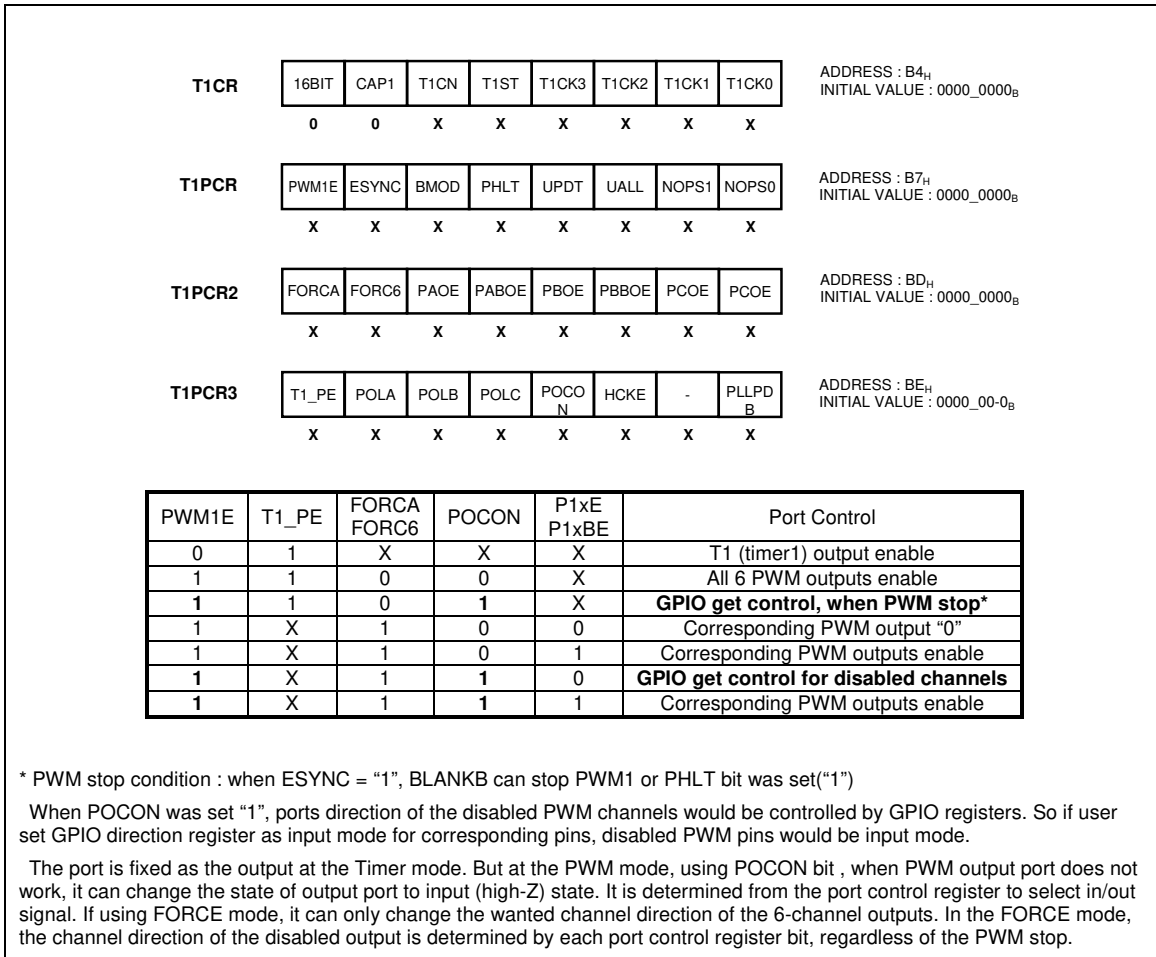 T1CR 16BIT CAP1 T1CN T1ST T1CK3 T1CK2 T1CK1 T1CK0 ADDRESS : B4H
INITIAL VALUE : 0000_0000B
0 0 X X X X X X
T1PCR PWM1E ESYNC BMOD PHLT UPDT UALL NOPS1 NOPS0 ADDRESS : B7H
INITIAL VALUE : 0000_0000B
X X X X X X X X
T1PCR2 FORCA FORC6 PAOE PABOE PBOE PBBOE PCOE PCOE ADDRESS : BDH
INITIAL VALUE : 0000_0000B
X X X X X X X X
T1PCR3 T1_PE POLA POLB POLC POCO
N HCKE - PLLPD
B ADDRESS : BEH
INITIAL VALUE : 0000_00-0B
X X X X X X X X
PWM1E T1_PE FORCA
FORC6 POCON P1xE
P1xBE Port Control
0 1 X X X T1 (timer1) output enable
1 1 0 0 X All 6 PWM outputs enable
1 1 0 1 X GPIO get control, when PWM stop*
1 X 1 0 0 Corresponding PWM output “0”
1 X 1 0 1 Corresponding PWM outputs enable
1 X 1 1 0 GPIO get control for disabled channels
1 X 1 1 1 Corresponding PWM outputs enable
* PWM stop condition : when ESYNC = “1”, BLANKB can stop PWM1 or PHLT bit was set(“1”)
When POCON was set “1”, ports direction of the disabled PWM channels would be controlled by GPIO registers. So if user
set GPIO direction register as input mode for corresponding pins, disabled PWM pins would be input mode.
The port is fixed as the output at the Timer mode. But at the PWM mode, using POCON bit , when PWM output port does not
work, it can change the state of output port to input (high-Z) state. It is determined from the port control register to select in/out
signal. If using FORCE mode, it can only change the wanted channel direction of the 6-channel outputs. In the FORCE mode,
the channel direction of the disabled output is determined by each port control register bit, regardless of the PWM stop.